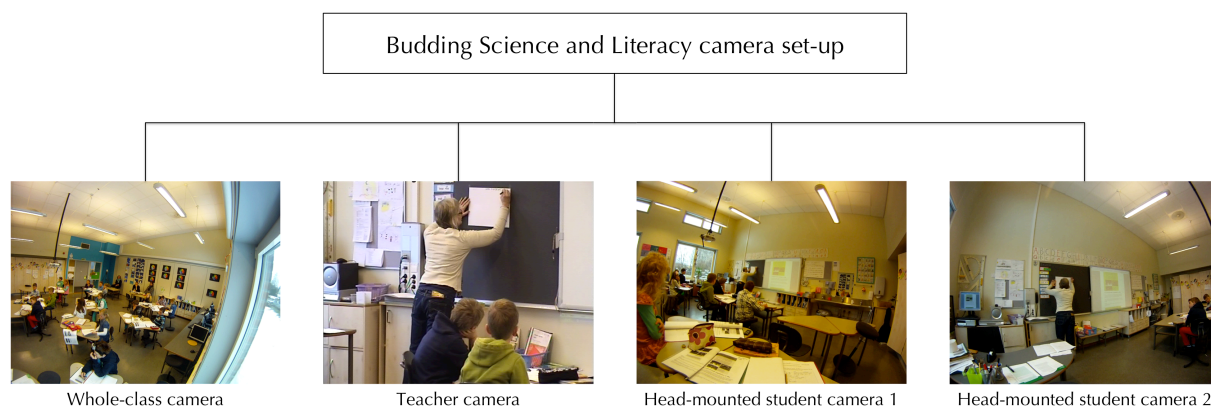 Budding Science and Literacy camera set-up
Whole-class camera
Teacher camera
Head-mounted student camera 1
Head-mounted student camera 2